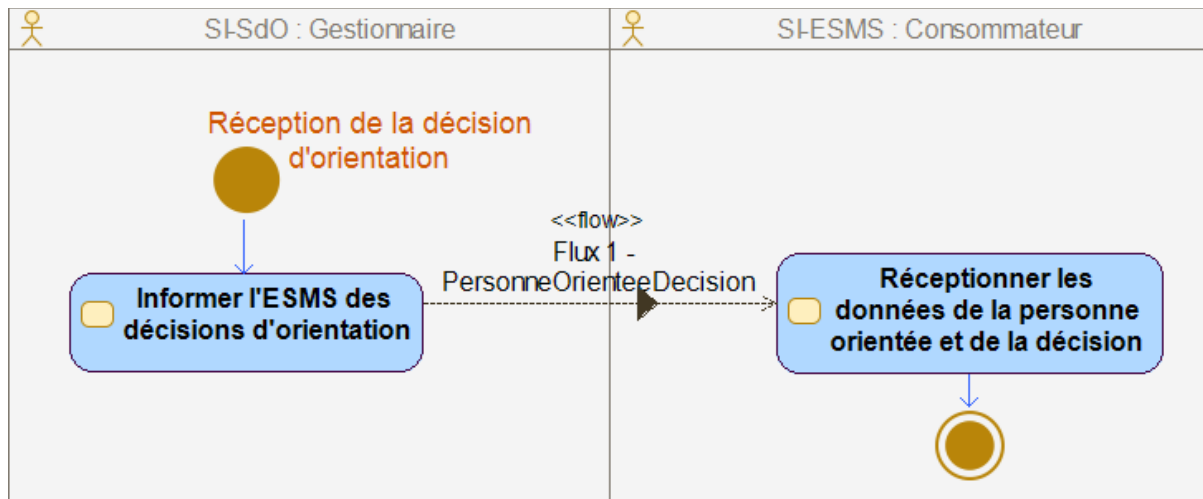 SI-SdO : Gestionnaire
SI-ESMS : Consommateur
Réception de la décision
d'orientation
<<flow>>
Flux 1 -
PersonneOrienteeDecision
Informer l'ESMS des
décisions d'orientation
Réceptionner les
données de la personne
orientée et de la décision